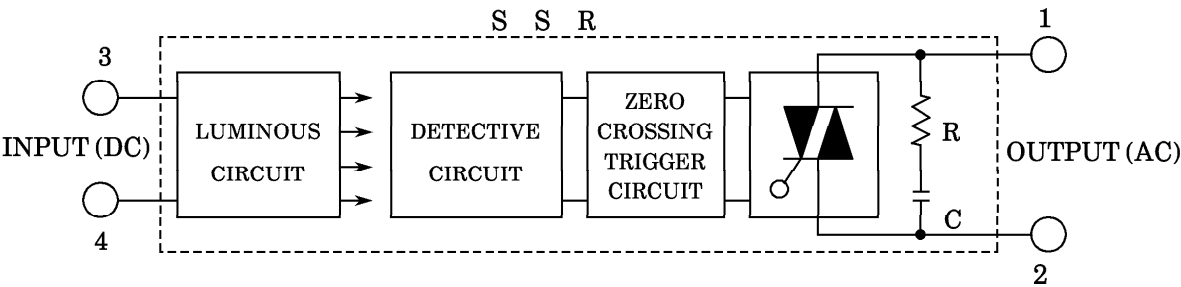 S S R
1
3
LUMINOUS
CIRCUIT
DETECTIVE
CIRCUIT
ZERO
CROSSING
TRIGGER
CIRCUIT
R
INPUT (DC)
OUTPUT (AC)
C
4
2